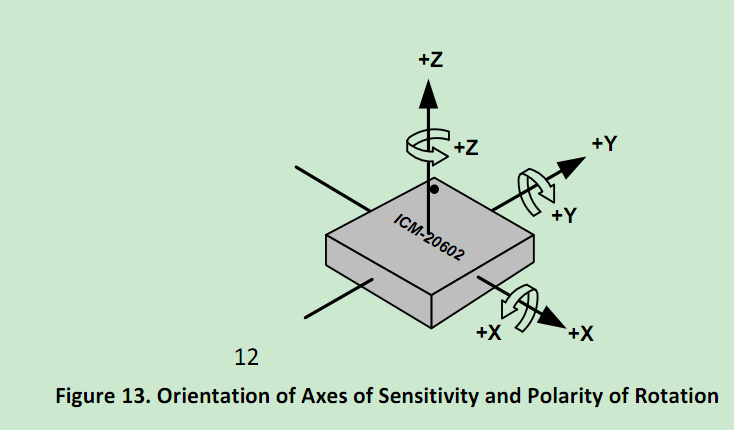 +Z
+Y
+Z
+Y
ICM-20602
+X
+X
12
Figure 13. Orientation of Axes of Sensitivity and Polarity of Rotation